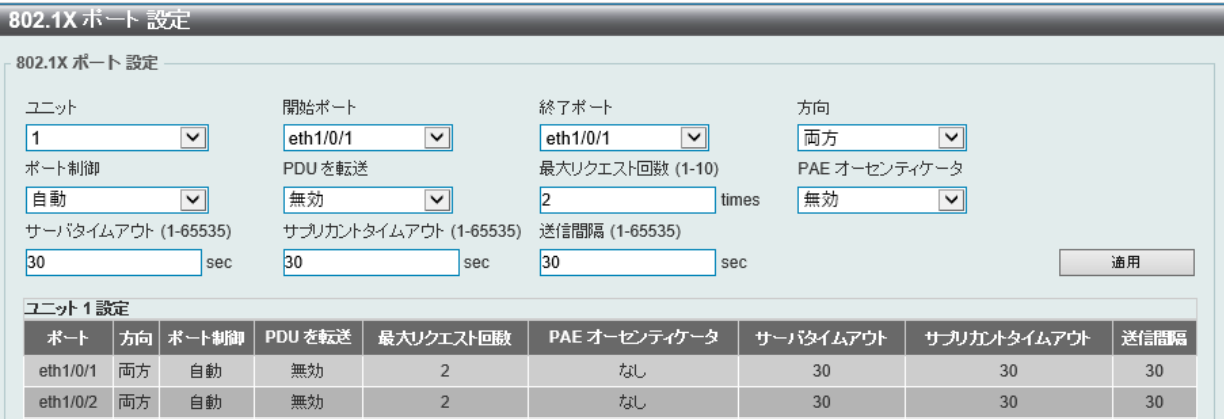 802.1X ポート 設定
802.1X ポート 設定
ユニット 開始ポート 終了ポート 方向
1 eth1/0/1 eth1/0/1 両方
ポート制御 PDU を転送 最大リクエスト回数 (1-10) PAE オーセンティケータ
自動 無効 2 times 無効
サーバタイムアウト (1-65535) サプリカントタイムアウト (1-65535) 送信間隔 (1-65535)
30 sec 30 sec 30 sec 適用
ユニット 1 設定
ポート 方向 ポート制御 PDU を転送 最大リクエスト回数 PAE オーセンティケータ サーバタイムアウト サプリカントタイムアウト 送信間隔
eth1/0/1 両方 自動 無効 2 なし 30 30 30
eth1/0/2 両方 自動 無効 2 なし 30 30 30